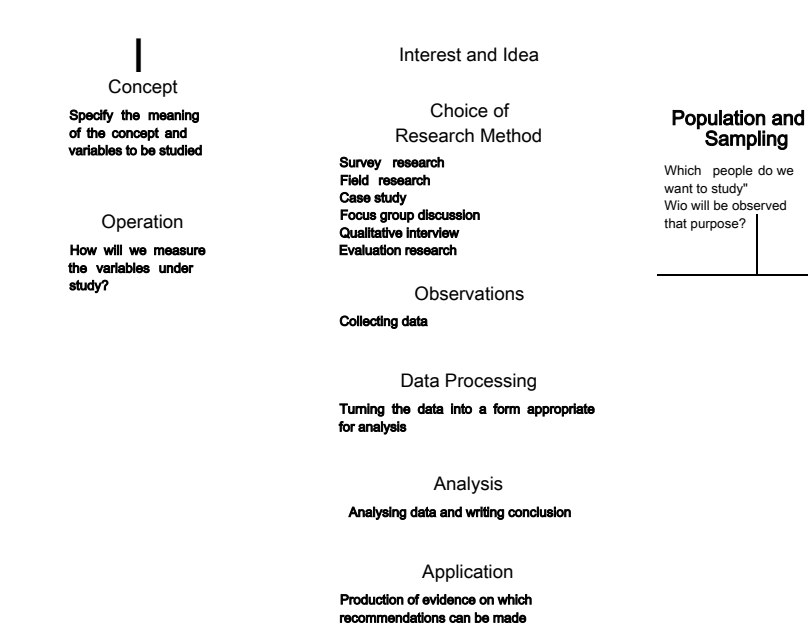 Concept
Specify the meaning
of the concept and
variables to be studied
Operation
How will we measure
the variables under
study?
Interest and Idea
Choice of
Research Method
Survey research
Field research
Case study
Focus group discussion
Qualitative interview
Evaluation research
Observations
Collecting data
Data Processing
Turning the data into a form appropriate
for analysis
Analysis
Analysing data and writing conclusion
Application
Production of evidence on which
recommendations can be made
Population and
Sampling
Which people do we
want to study"
Wio will be observed
that purpose?